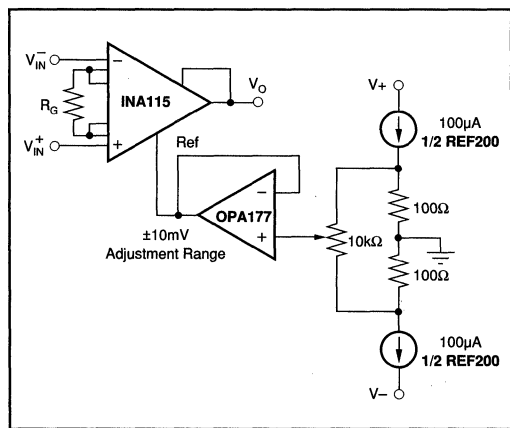 V−IN
INA115
VO
RG
V+IN
Ref
OPA177
±10mV
Adjustment Range
V+
100µA
1/2 REF200
100Ω
10kΩ
100Ω
100µA
1/2 REF200
V−